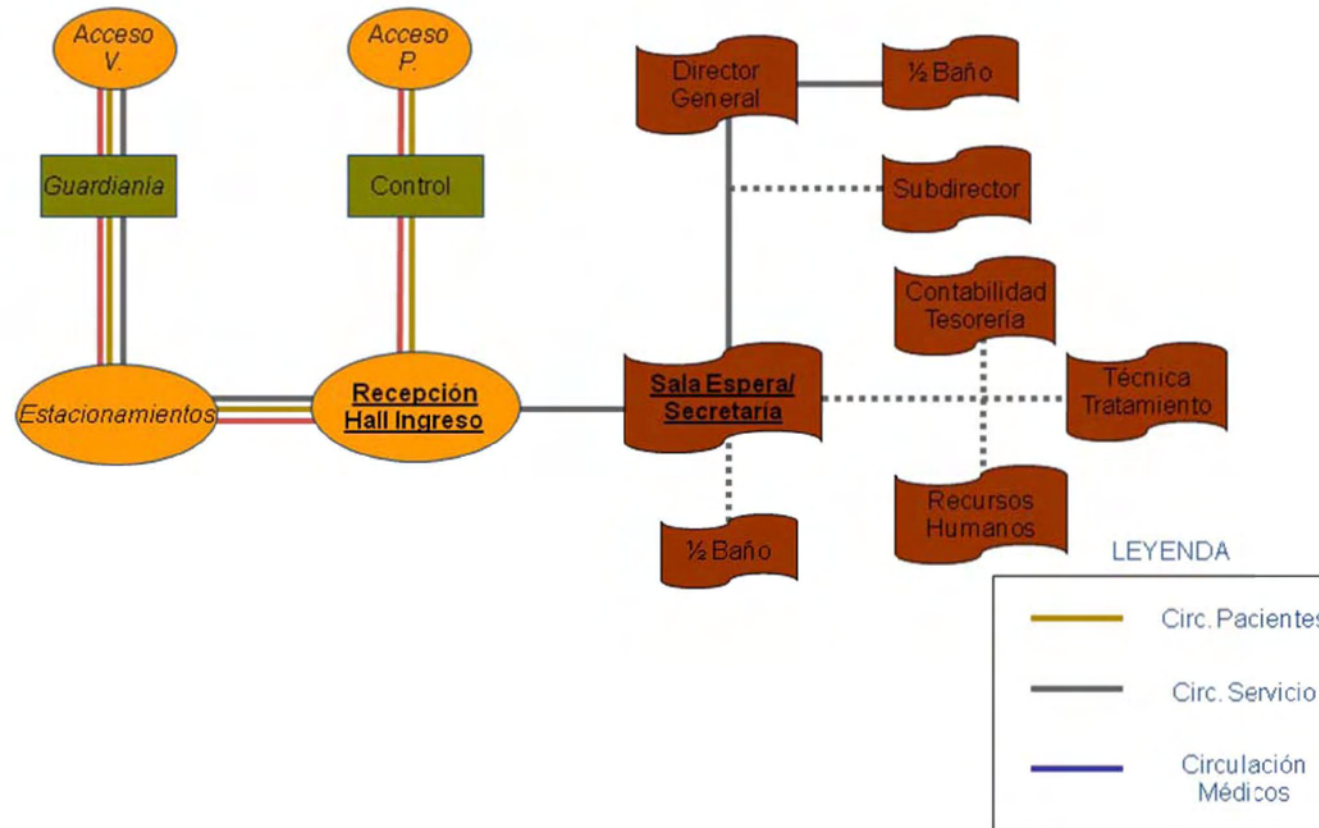 Acceso
V.
Acceso
P.
Director
General
½ Baño
Guardianía
Control
Subdirector
Contabilidad
Tesorería
Estacionamientos
Recepción
Hall Ingreso
Sala Espera/
Secretaría
Técnica
Tratamiento
½ Baño
Recursos
Humanos
LEYENDA
Circ. Pacientes
Circ. Servicio
Circulación
Médicos